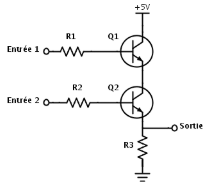 +5V
R1
Q1
Entrée 1
R2
Q2
Entrée 2
Sortie
R3